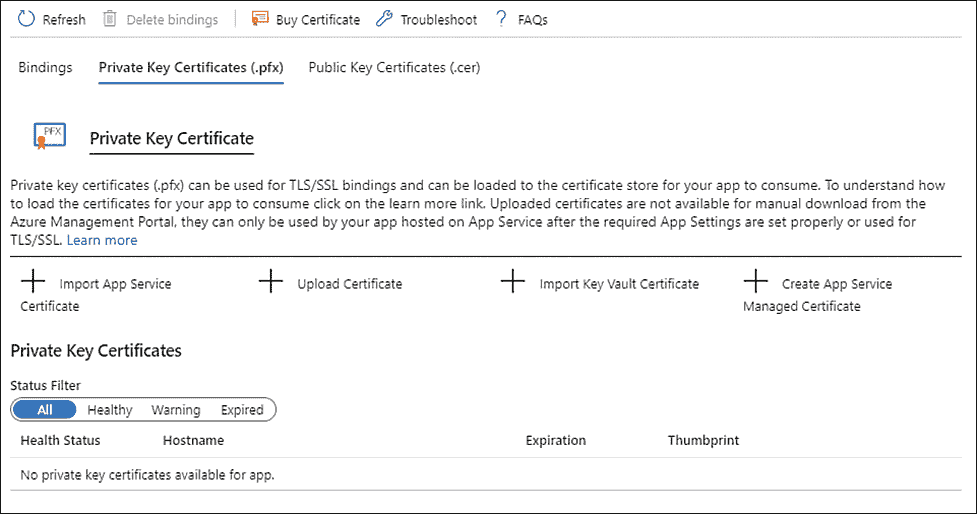 Refresh Delete bindings Buy Certificate Troubleshoot ? FAQs
Bindings Private Key Certificates (.pfx) Public Key Certificates (.cer)
PFX
Private Key Certificate
Private key certificates (.pfx) can be used for TLS/SSL bindings and can be loaded to the certificate store for your app to consume. To understand how
to load the certificates for your app to consume click on the learn more link. Uploaded certificates are not available for manual download from the
Azure Management Portal, they can only be used by your app hosted on App Service after the required App Settings are set properly or used for
TLS/SSL. Learn more
Import App Service Upload Certificate Import Key Vault Certificate Create App Service
Certificate Managed Certificate
Private Key Certificates
Status Filter
All Healthy Warning Expired
Health Status Hostname Expiration Thumbprint
No private key certificates available for app.